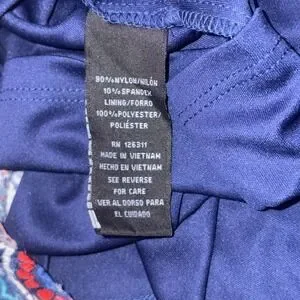 90%NYLON/NILÓN
10%SPANDEX
LINING/FORRO
100%POLYESTER/
POLIÉSTER
RN 126311
MADE IN VIETNAM
HECHO EN VIETNAM
SEE REVERSE
FOR CARE
VER AL DORSO PARA
EL CUIDADO